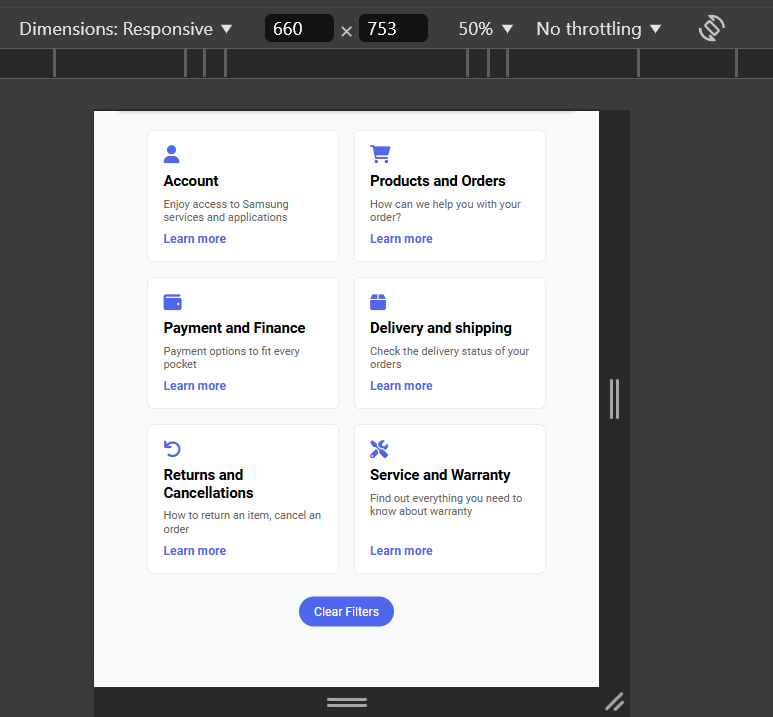 Dimensions: Responsive ▼ 660 × 753 50% ▼ No throttling ▼
Account
Enjoy access to Samsung
services and applications
Learn more
Products and Orders
How can we help you with your
order?
Learn more
Payment and Finance
Payment options to fit every
pocket
Learn more
Delivery and shipping
Check the delivery status of your
orders
Learn more
Returns and
Cancellations
How to return an item, cancel an
order
Learn more
Service and Warranty
Find out everything you need to
know about warranty
Learn more
Clear Filters